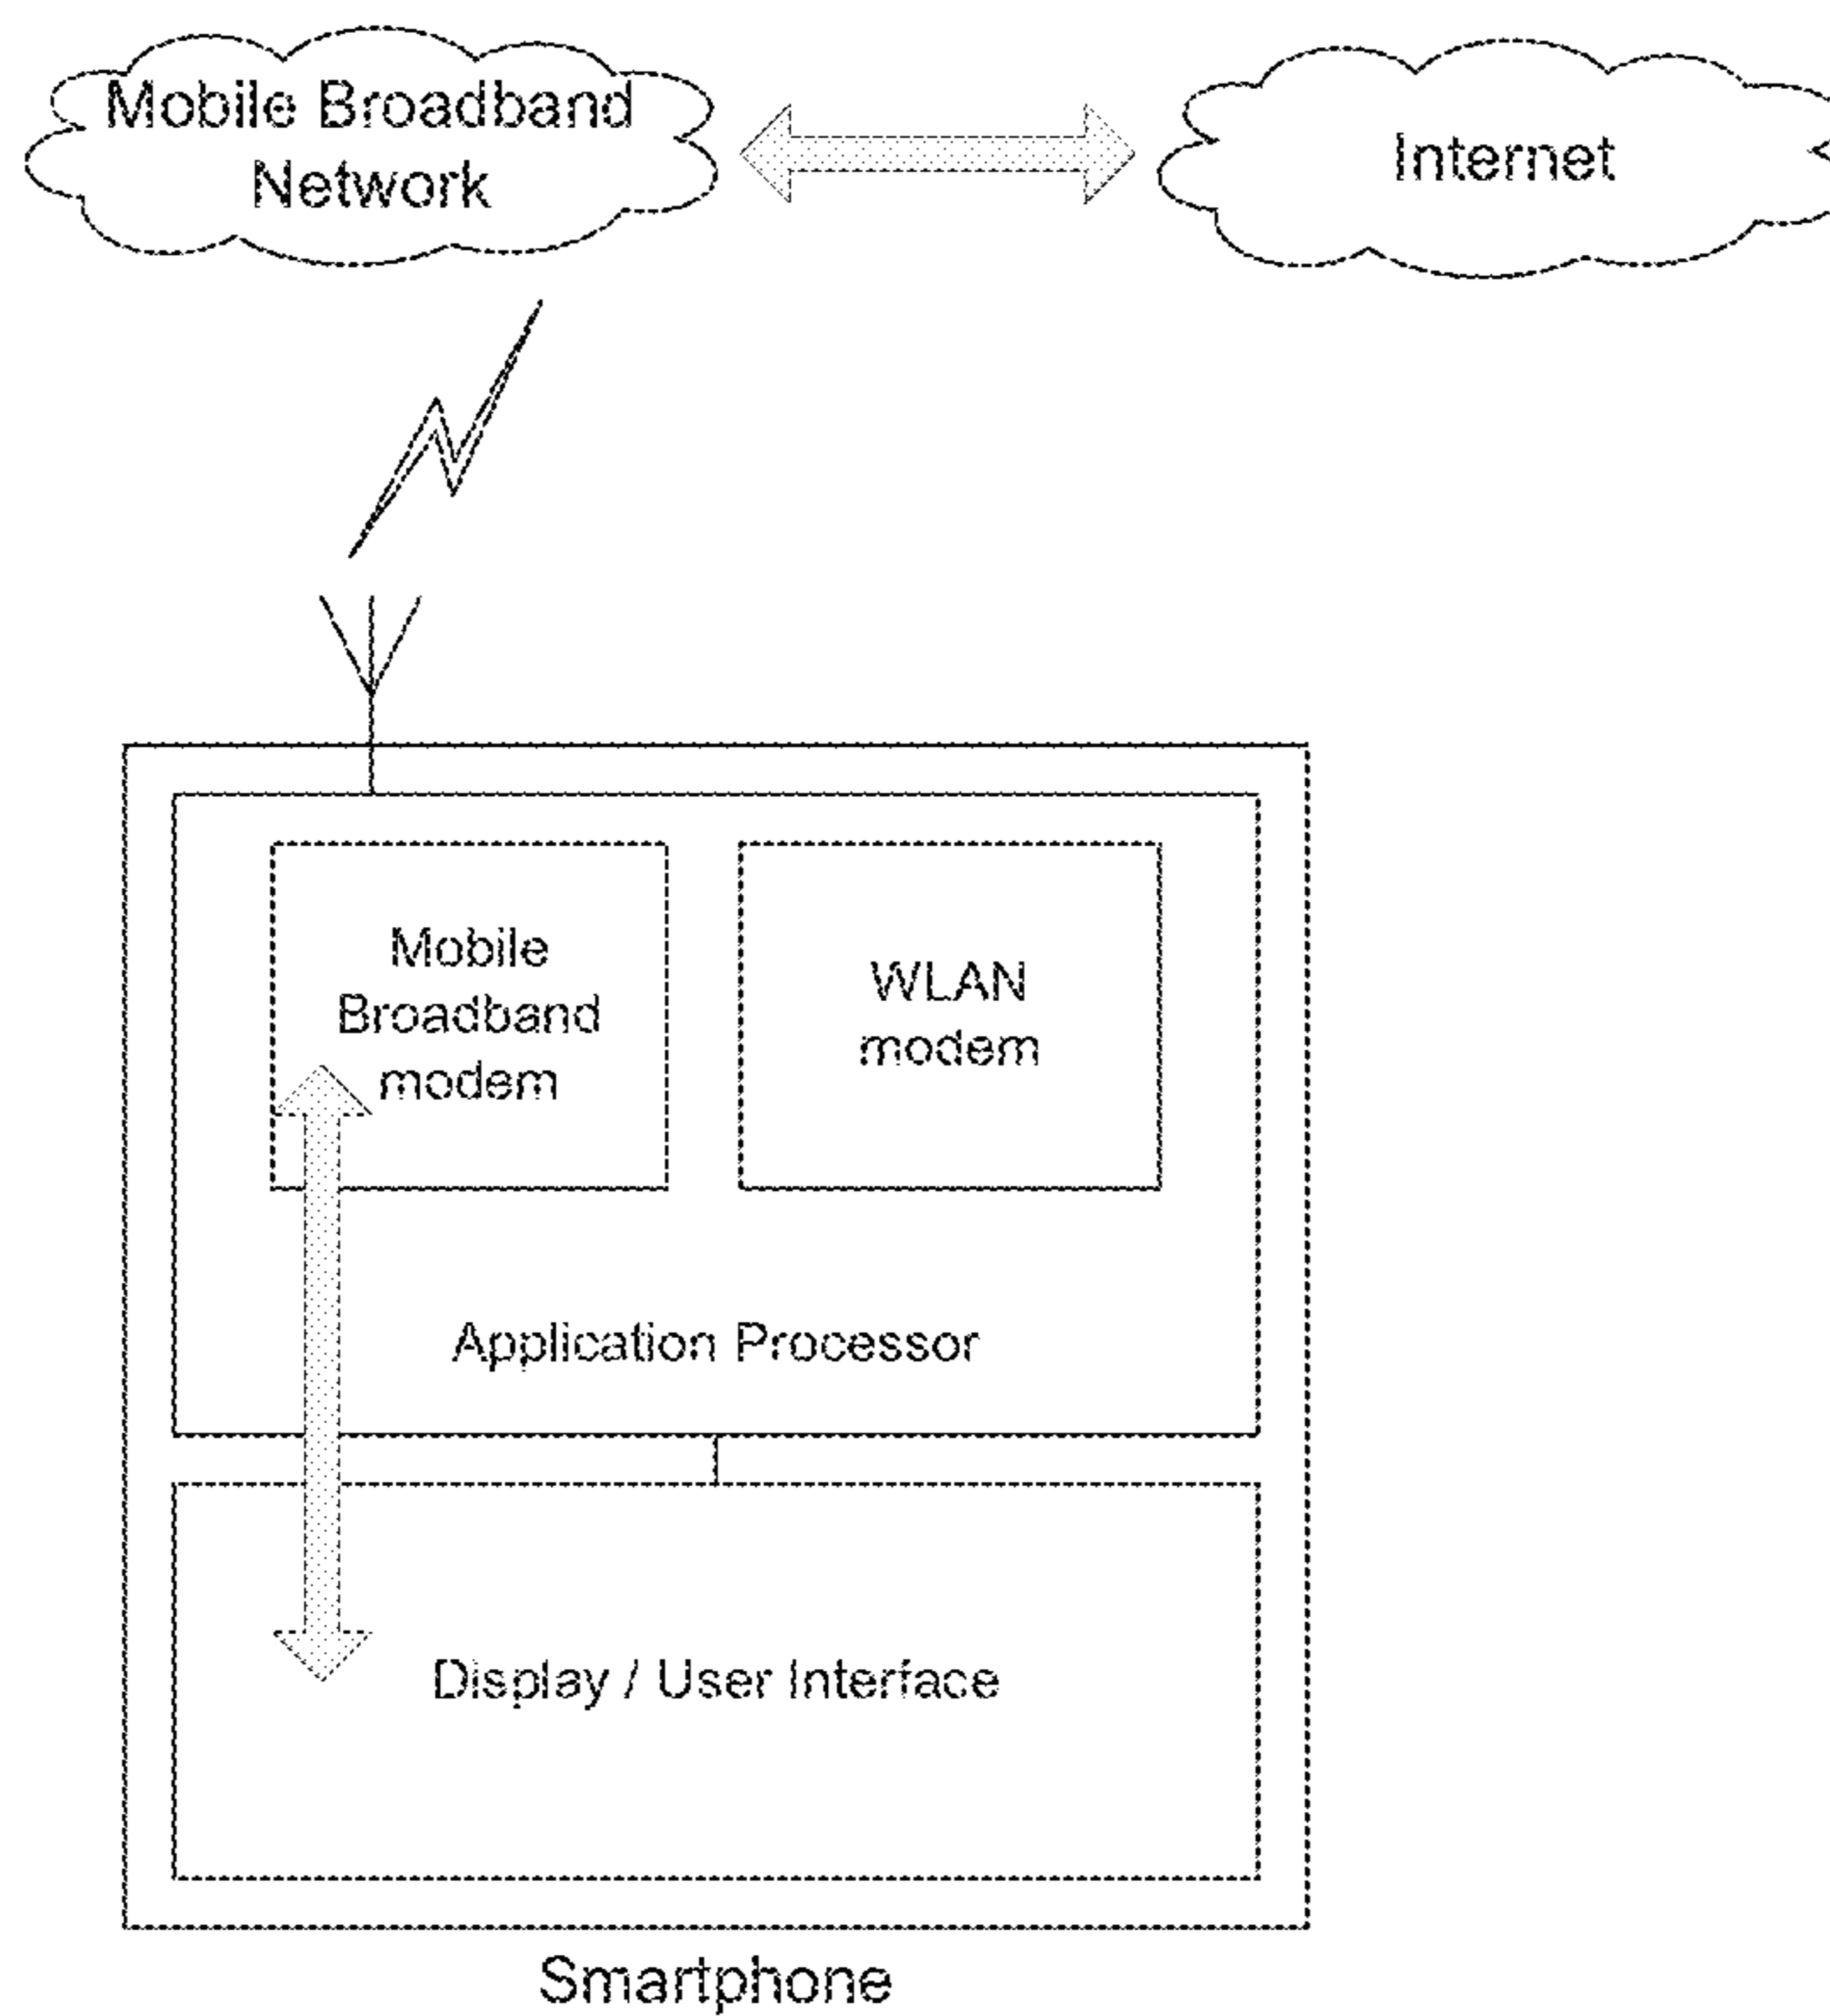 Mobile Broadband
Network
Internet
Mobile
Broadband
modem
WLAN
modem
Application Processor
Display / User Interface
Smartphone